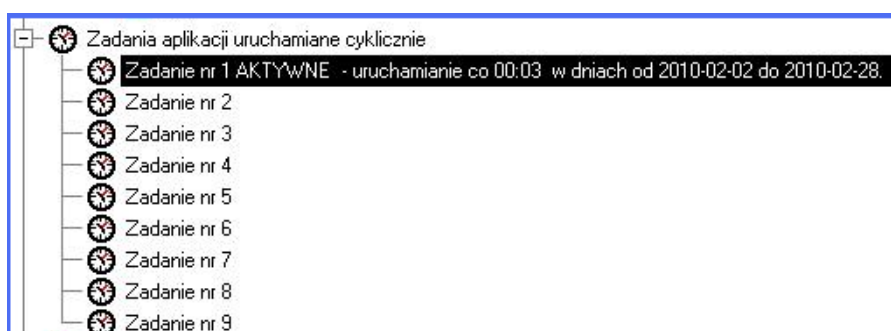 Zadania aplikacji uruchamiane cyklicznie
Zadanie nr 1 AKTYWNE - uruchamianie co 00:03 w dniach od 2010-02-02 do 2010-02-28.
Zadanie nr 2
Zadanie nr 3
Zadanie nr 4
Zadanie nr 5
Zadanie nr 6
Zadanie nr 7
Zadanie nr 8
Zadanie nr 9